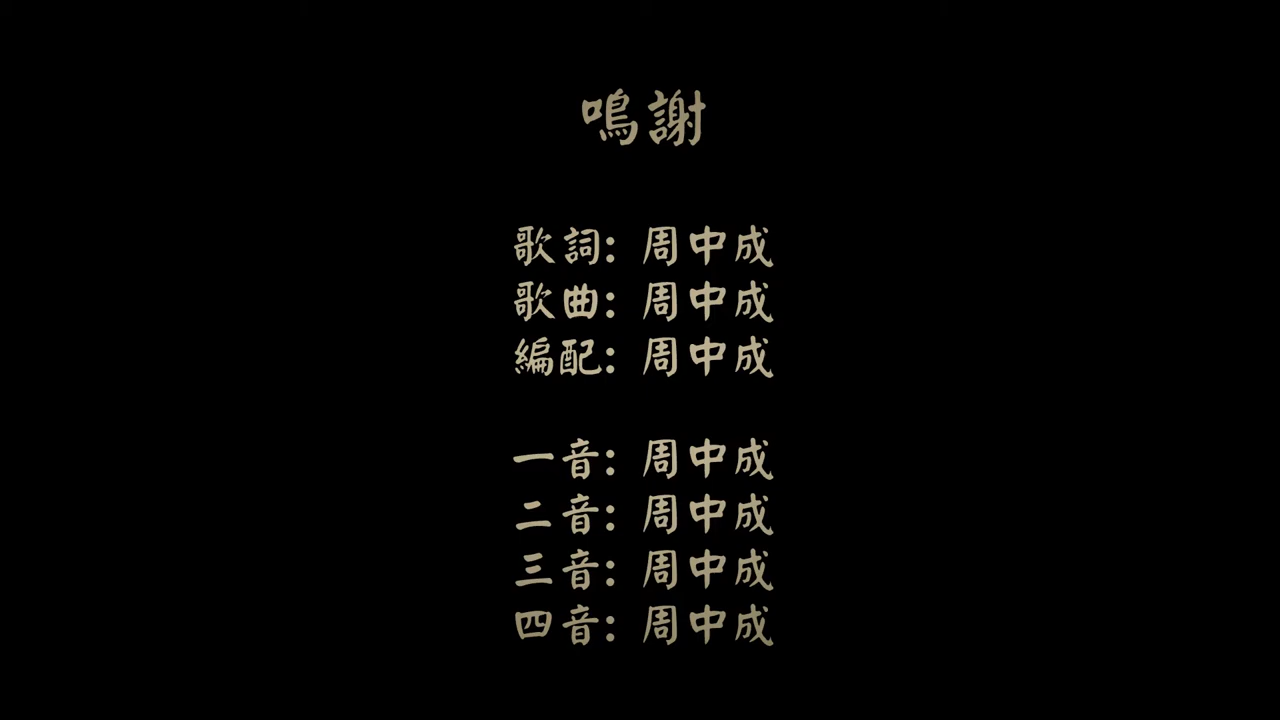 鳴謝
歌詞: 周中成
歌曲: 周中成
編配: 周中成
一音: 周中成
二音: 周中成
三音: 周中成
四音: 周中成